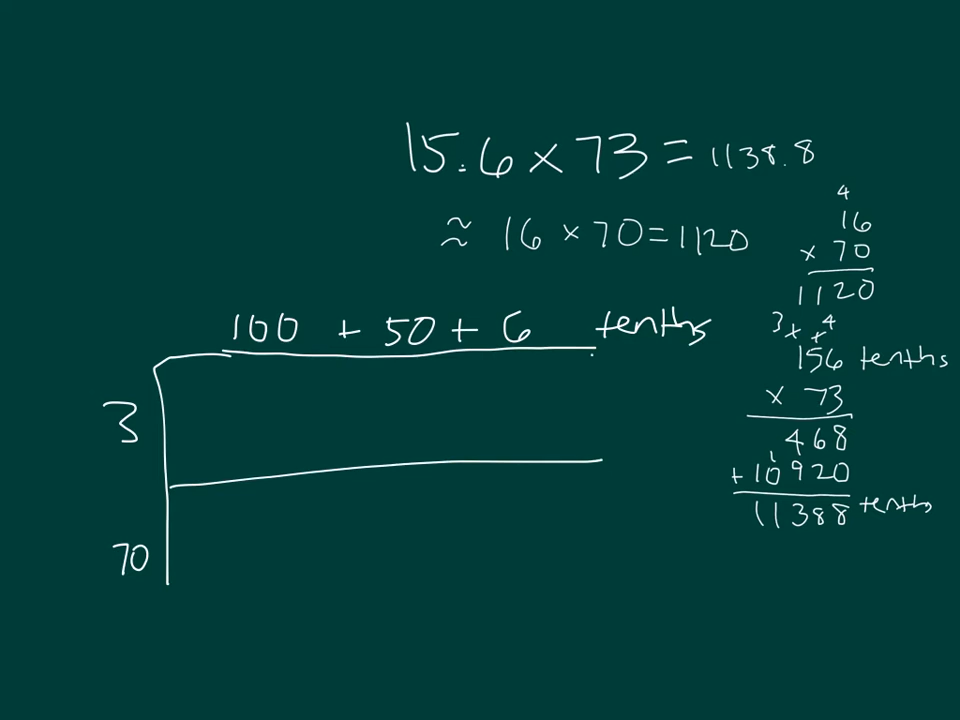 15.6 × 73 = 1138.8
≈ 16 × 70 = 1120
4
16
× 70
1120
3 × × 4
156 tenths
× 73
468
1
+ 10920
11388 tenths
100 + 50 + 6 tenths
3
70